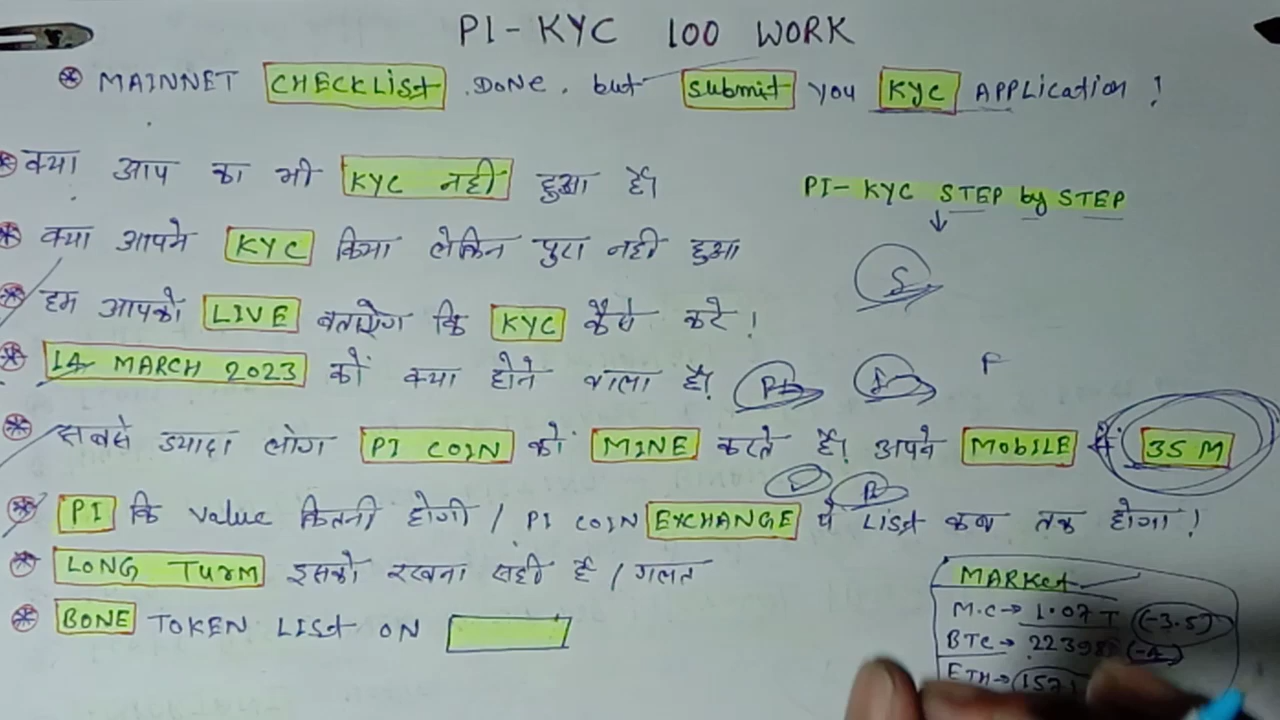 PI - KYC 100 WORK
MAINNET CHECKList DoNe, but submit you KYC APPLication !
क्या आप का भी KYC नही हुआ है।
PI- KYC STEP by STEP
क्या आपने KYC किया लेकिन पुरा नही हुआ
S
हम आपको LIVE बताऐंग कि KYC कैसे करे !
14 MARCH 2023 को क्या होने वाला है।
F
सबसे ज्यादा लोग PI COIN को MINE करते है। अपने MOBILE से 35 M
PI कि Value कितनी होगी / PI COIN EXCHANGE पे List कब तक होगा !
LONG TURM इसको रखना सही है / गलत
BONE TOKEN LISt ON
MARKet
M.C → 1.07 T (-3.5)
BTC →
ETH → 1571